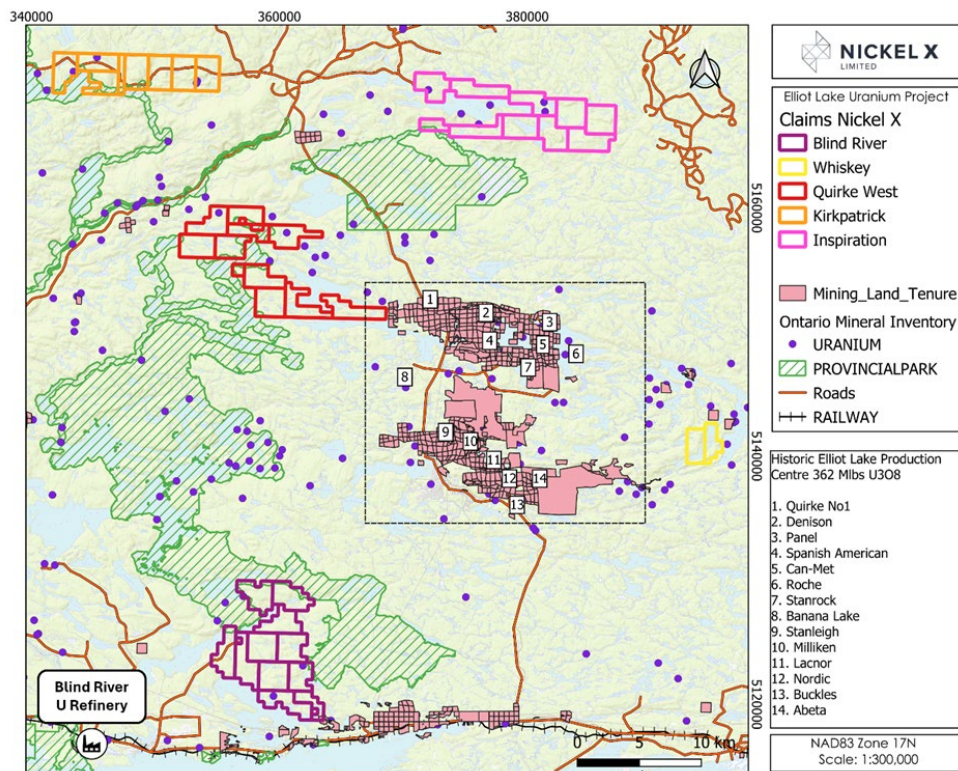 340000
360000
380000
5160000
5140000
5120000
1
2
3
4
5
6
7
8
9
10
11
12
14
13
Blind River
U Refinery
0
5
10 km
NICKEL X
LIMITED
Elliot Lake Uranium Project
Claims Nickel X
Blind River
Whiskey
Quirke West
Kirkpatrick
Inspiration
Mining_Land_Tenure
Ontario Mineral Inventory
URANIUM
PROVINCIALPARK
Roads
RAILWAY
Historic Elliot Lake Production
Centre 362 Mlbs U3O8
1. Quirke No1
2. Denison
3. Panel
4. Spanish American
5. Can-Met
6. Roche
7. Stanrock
8. Banana Lake
9. Stanleigh
10. Milliken
11. Lacnor
12. Nordic
13. Buckles
14. Abeta
NAD83 Zone 17N
Scale: 1:300,000